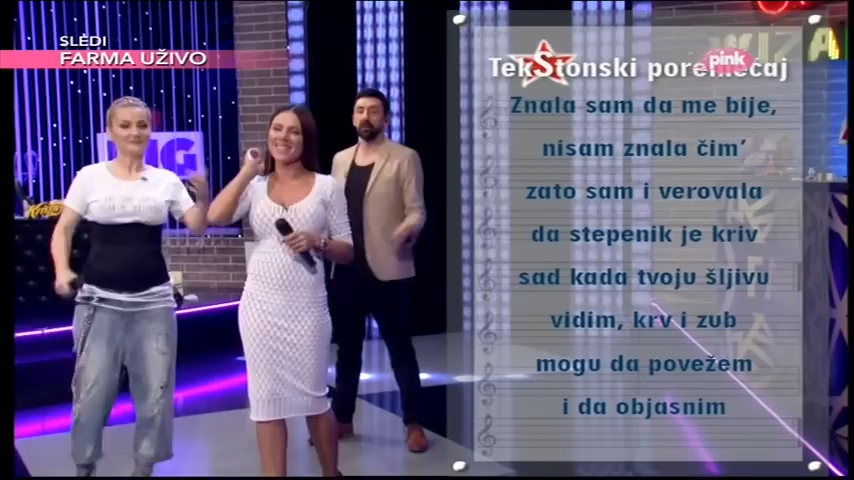 SLEDI
FARMA UŽIVO
TekStonski poremećaj
pink
Znala sam da me bije,
nisam znala čim'
zato sam i verovala
da stepenik je kriv
sad kada tvoju šljivu
vidim, krv i zub
mogu da povežem
i da objasnim